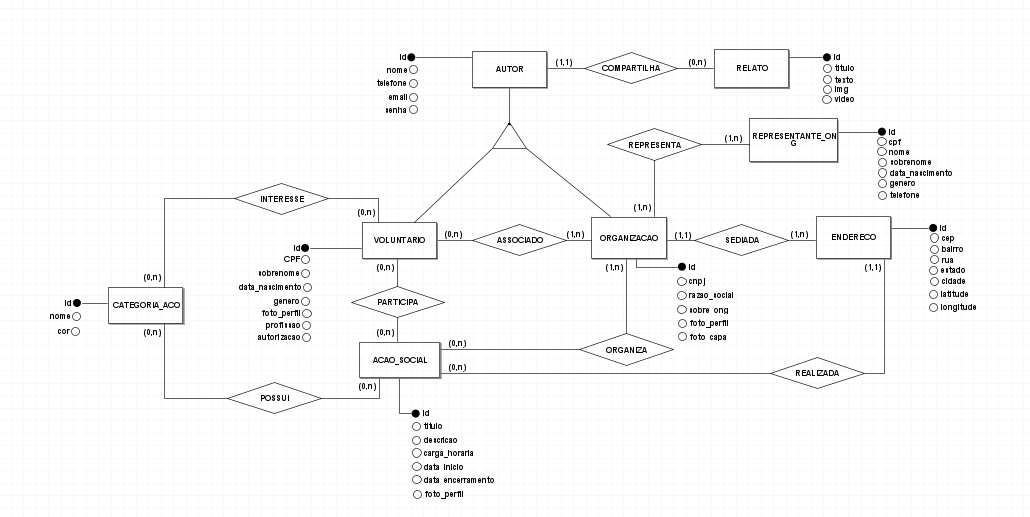 id
nome
telefone
email
senha
AUTOR
(1,1)
COMPARTILHA
(0,n)
RELATO
id
titulo
texto
img
video
REPRESENTA
(1,n)
REPRESENTANTE_ON
G
id
cpf
nome
sobrenome
data_nascimento
genero
telefone
(1,n)
INTERESSE
(0,n)
(0,n)
VOLUNTARIO
(0,n)
ASSOCIADO
(1,n)
ORGANIZACAO
(1,1)
SEDIADA
(1,n)
ENDERECO
id
cep
bairro
rua
estado
cidade
latitude
longitude
(1,1)
id
CPF
sobrenome
data_nascimento
genero
foto_perfil
profissao
autorizacao
(0,n)
PARTICIPA
(0,n)
(1,n)
id
cnpj
razao_social
sobre_ong
foto_perfil
foto_capa
id
nome
cor
CATEGORIA_ACO
(0,n)
ACAO_SOCIAL
(0,n)
ORGANIZA
(0,n)
REALIZADA
(0,n)
POSSUI
id
titulo
descricao
carga_horaria
data_inicio
data_encerramento
foto_perfil